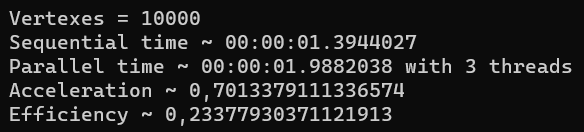 Vertexes = 10000
Sequential time ~ 00:00:01.3944027
Parallel time ~ 00:00:01.9882038 with 3 threads
Acceleration ~ 0,7013379111336574
Efficiency ~ 0,23377930371121913